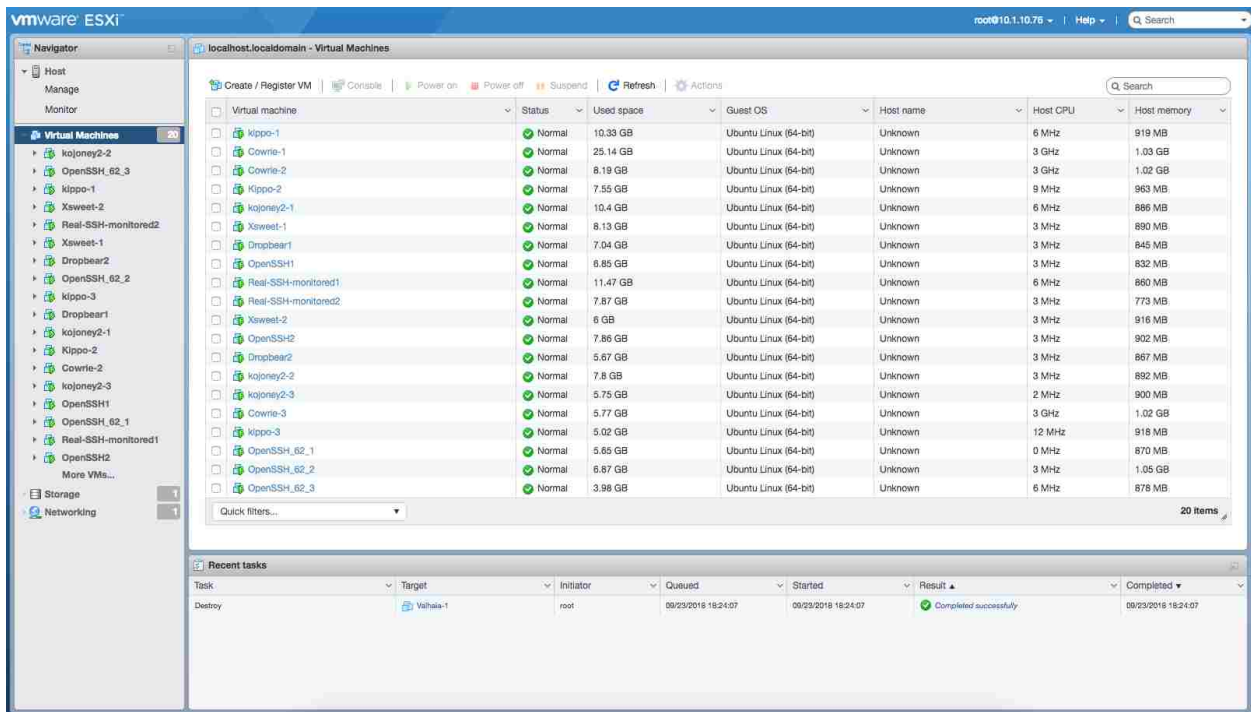 vmware ESXi
root@10.1.10.76 | Help | Search
Navigator
Host
Manage
Monitor
Virtual Machines 20
kojoney2-2
OpenSSH_62_3
kippo-1
Xsweet-2
Real-SSH-monitored2
Xsweet-1
Dropbear2
OpenSSH_62_2
kippo-3
Dropbear1
kojoney2-1
Kippo-2
Cowrie-2
kojoney2-3
OpenSSH1
OpenSSH_62_1
Real-SSH-monitored1
OpenSSH2
More VMs...
Storage 1
Networking 1
localhost.localdomain - Virtual Machines
Create / Register VM | Console | Power on Power off Suspend | Refresh | Actions
Search
Virtual machine Status Used space Guest OS Host name Host CPU Host memory
kippo-1 Normal 10.33 GB Ubuntu Linux (64-bit) Unknown 6 MHz 919 MB
Cowrie-1 Normal 25.14 GB Ubuntu Linux (64-bit) Unknown 3 GHz 1.03 GB
Cowrie-2 Normal 8.19 GB Ubuntu Linux (64-bit) Unknown 3 GHz 1.02 GB
Kippo-2 Normal 7.55 GB Ubuntu Linux (64-bit) Unknown 9 MHz 963 MB
kojoney2-1 Normal 10.4 GB Ubuntu Linux (64-bit) Unknown 6 MHz 886 MB
Xsweet-1 Normal 8.13 GB Ubuntu Linux (64-bit) Unknown 3 MHz 890 MB
Dropbear1 Normal 7.04 GB Ubuntu Linux (64-bit) Unknown 3 MHz 845 MB
OpenSSH1 Normal 6.85 GB Ubuntu Linux (64-bit) Unknown 3 MHz 832 MB
Real-SSH-monitored1 Normal 11.47 GB Ubuntu Linux (64-bit) Unknown 6 MHz 860 MB
Real-SSH-monitored2 Normal 7.87 GB Ubuntu Linux (64-bit) Unknown 3 MHz 773 MB
Xsweet-2 Normal 6 GB Ubuntu Linux (64-bit) Unknown 3 MHz 916 MB
OpenSSH2 Normal 7.86 GB Ubuntu Linux (64-bit) Unknown 3 MHz 902 MB
Dropbear2 Normal 5.67 GB Ubuntu Linux (64-bit) Unknown 3 MHz 867 MB
kojoney2-2 Normal 7.8 GB Ubuntu Linux (64-bit) Unknown 3 MHz 892 MB
kojoney2-3 Normal 5.75 GB Ubuntu Linux (64-bit) Unknown 2 MHz 900 MB
Cowrie-3 Normal 5.77 GB Ubuntu Linux (64-bit) Unknown 3 GHz 1.02 GB
kippo-3 Normal 5.02 GB Ubuntu Linux (64-bit) Unknown 12 MHz 918 MB
OpenSSH_62_1 Normal 5.65 GB Ubuntu Linux (64-bit) Unknown 0 MHz 870 MB
OpenSSH_62_2 Normal 6.87 GB Ubuntu Linux (64-bit) Unknown 3 MHz 1.05 GB
OpenSSH_62_3 Normal 3.98 GB Ubuntu Linux (64-bit) Unknown 6 MHz 878 MB
Quick filters... 20 items
Recent tasks
Task Target Initiator Queued Started Result Completed
Destroy Valhala-1 root 09/23/2018 18:24:07 09/23/2018 18:24:07 Completed successfully 09/23/2018 18:24:07